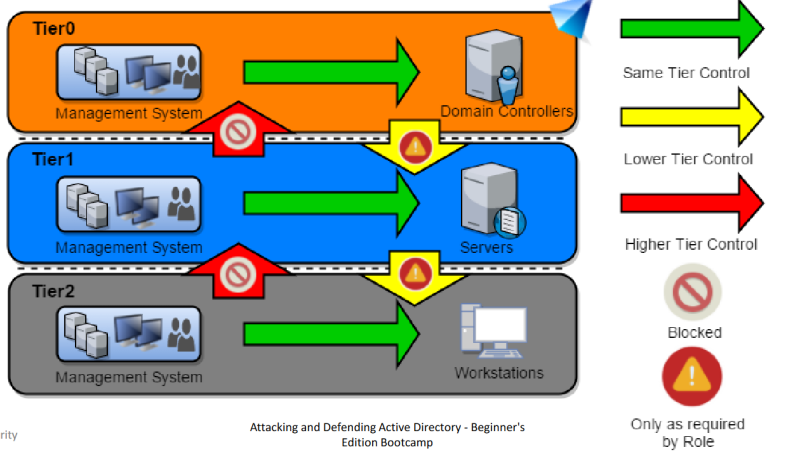 Tier0
Management System
Domain Controllers
Tier1
Management System
Servers
Tier2
Management System
Workstations
Same Tier Control
Lower Tier Control
Higher Tier Control
Blocked
Only as required
by Role
rity
Attacking and Defending Active Directory - Beginner's
Edition Bootcamp